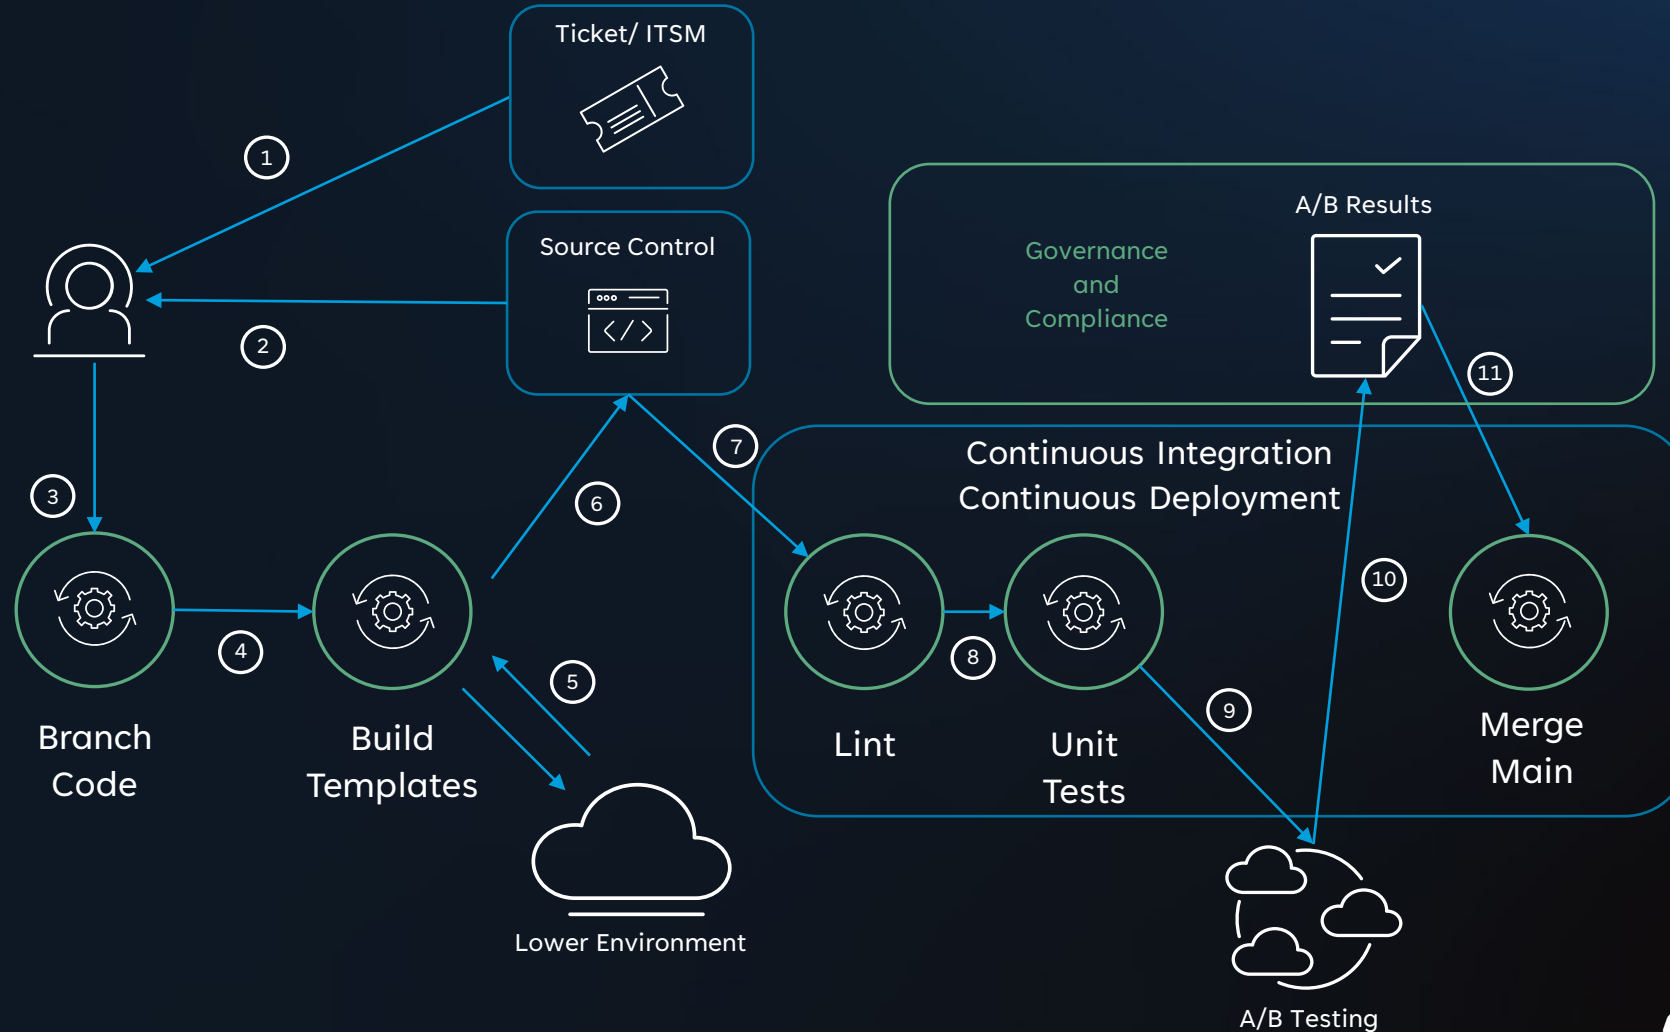 Ticket/ ITSM
1
A/B Results
Source Control
Governance
and
Compliance
</>
2
11
7
Continuous Integration
Continuous Deployment
3
6
10
4
8
5
9
Branch
Code
Build
Templates
Lint
Unit
Tests
Merge
Main
Lower Environment
A/B Testing